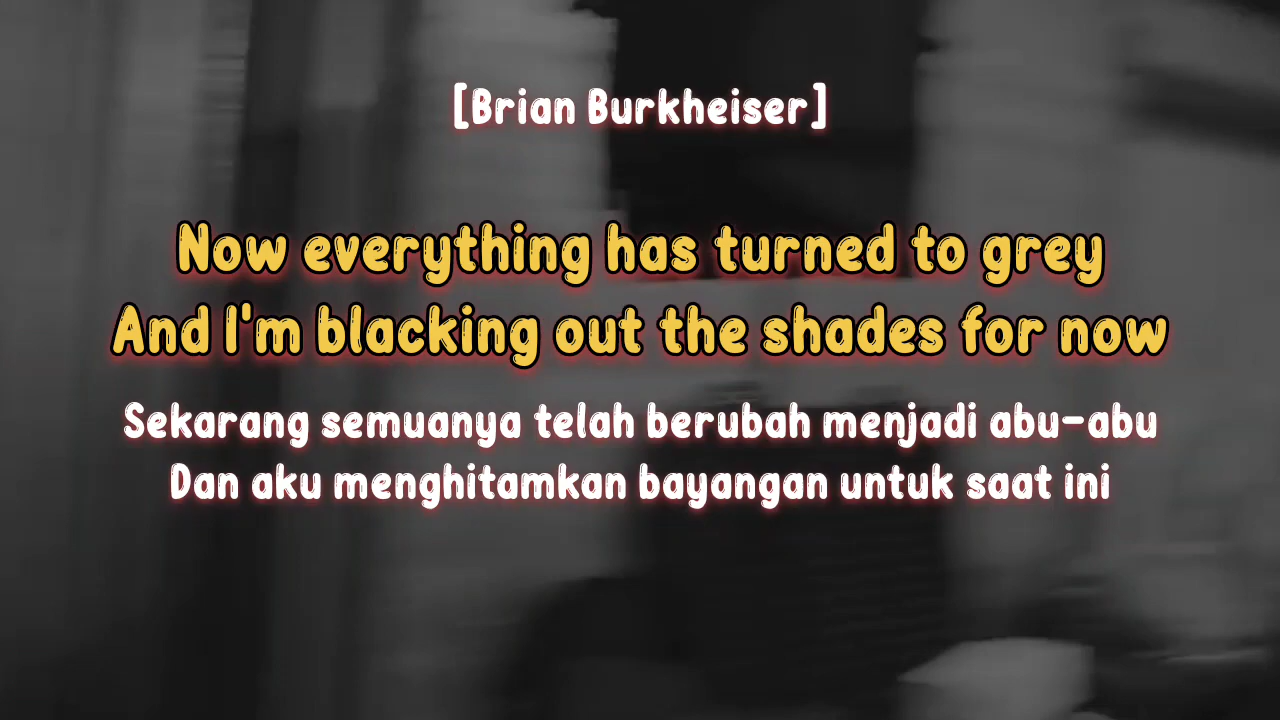 [Brian Burkheiser]
Now everything has turned to grey
And I'm blacking out the shades for now
Sekarang semuanya telah berubah menjadi abu-abu
Dan aku menghitamkan bayangan untuk saat ini